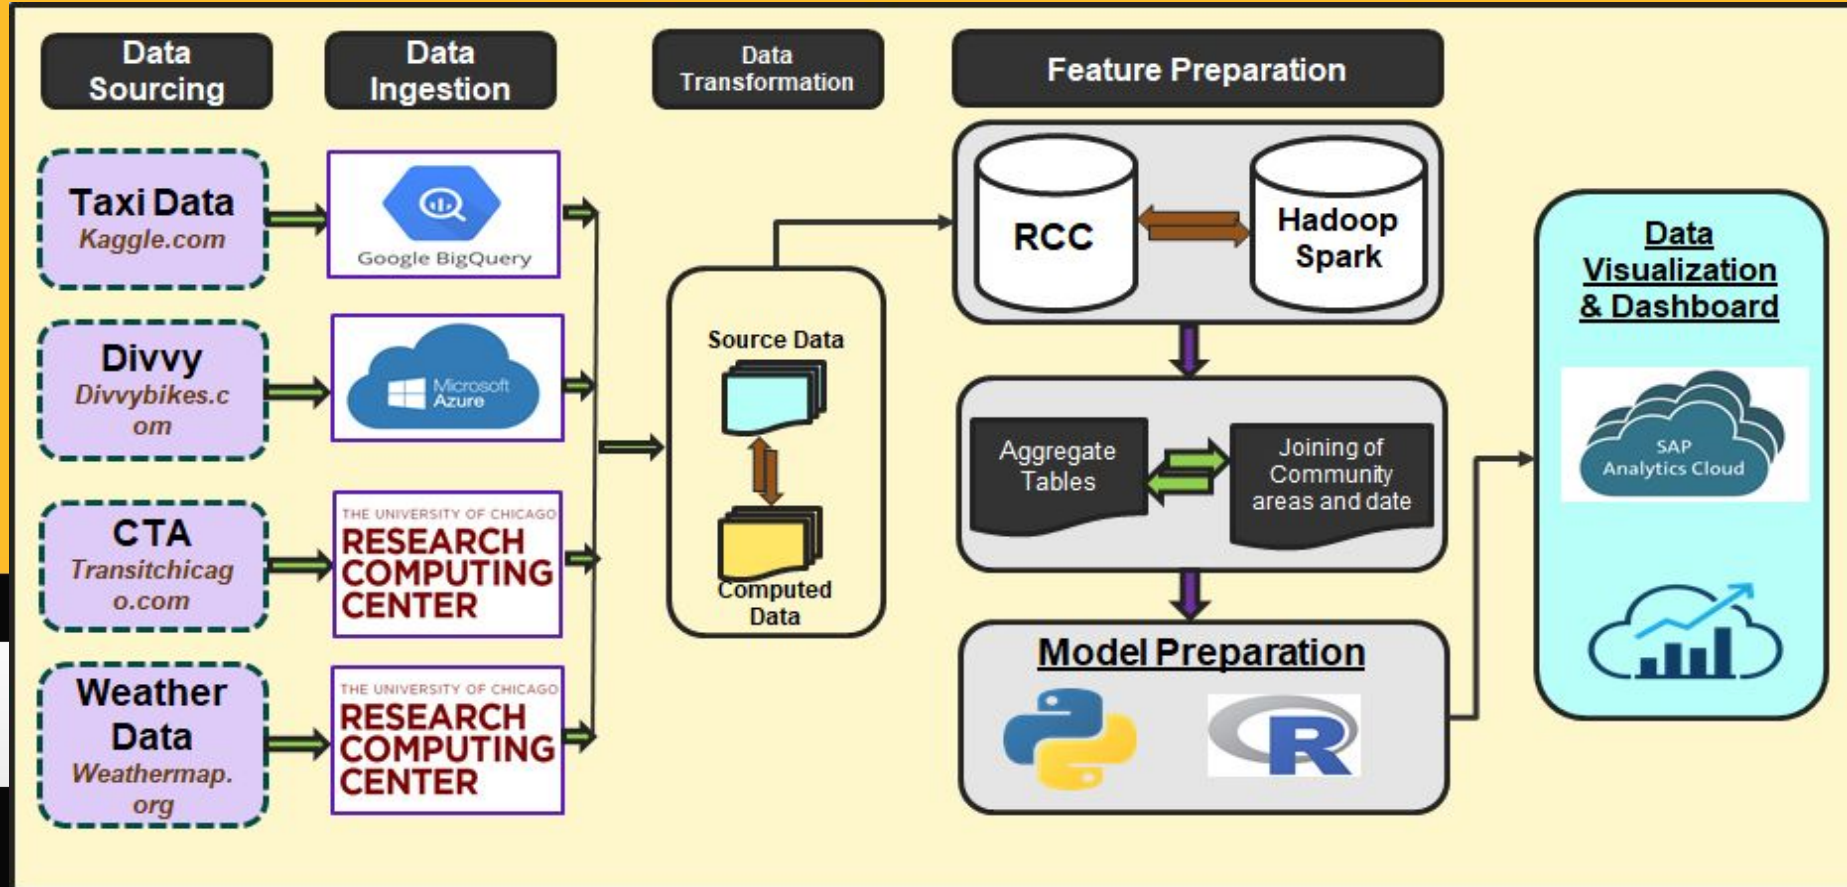 Data
Sourcing
Data
Ingestion
Data
Transformation
Feature Preparation
Taxi Data
Kaggle.com
Google BigQuery
Divvy
Divvybikes.c
om
Microsoft
Azure
CTA
Transitchicag
o.com
THE UNIVERSITY OF CHICAGO
RESEARCH
COMPUTING
CENTER
Weather
Data
Weathermap.
org
THE UNIVERSITY OF CHICAGO
RESEARCH
COMPUTING
CENTER
Source Data
Computed
Data
RCC
Hadoop
Spark
Aggregate
Tables
Joining of
Community
areas and date
Model Preparation
R
Data
Visualization
& Dashboard
SAP
Analytics Cloud